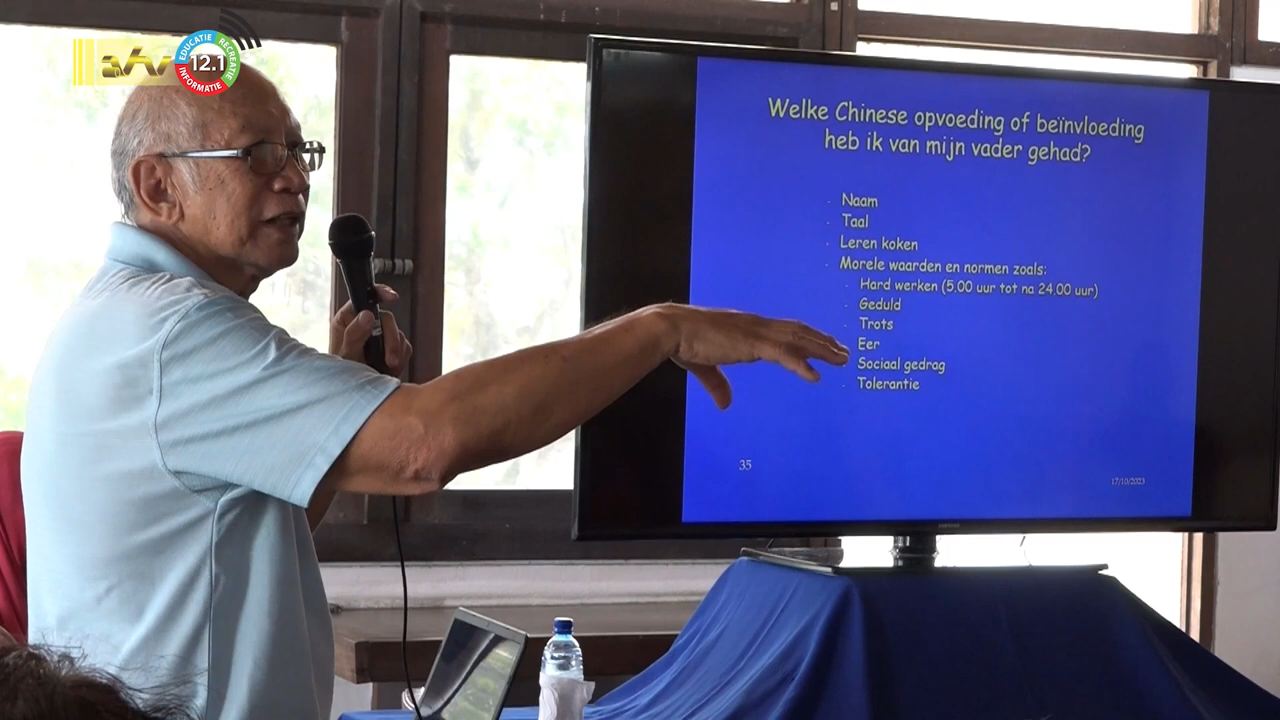 atv
EDUCATIE
RECREATIE
INFORMATIE
12.1
Welke Chinese opvoeding of beïnvloeding
heb ik van mijn vader gehad?
- Naam
- Taal
- Leren koken
- Morele waarden en normen zoals:
- Hard werken (5.00 uur tot na 24.00 uur)
- Geduld
- Trots
Eer
Sociaal gedrag
- Tolerantie
35
17/10/2023